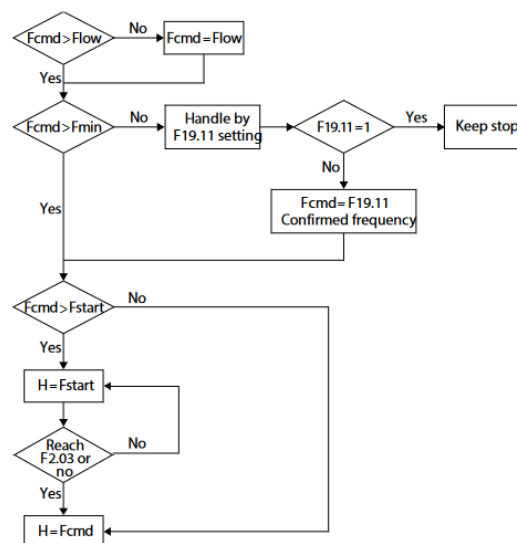 Fcmd>Flow
No
Fcmd=Flow
Yes
Fcmd>Fmin
No
Handle by
F19.11 setting
F19.11=1
Yes
Keep stop
No
Fcmd=F19.11
Confirmed frequency
Yes
Fcmd>Fstart
No
Yes
H=Fstart
Reach
F2.03 or
no
No
Yes
H=Fcmd